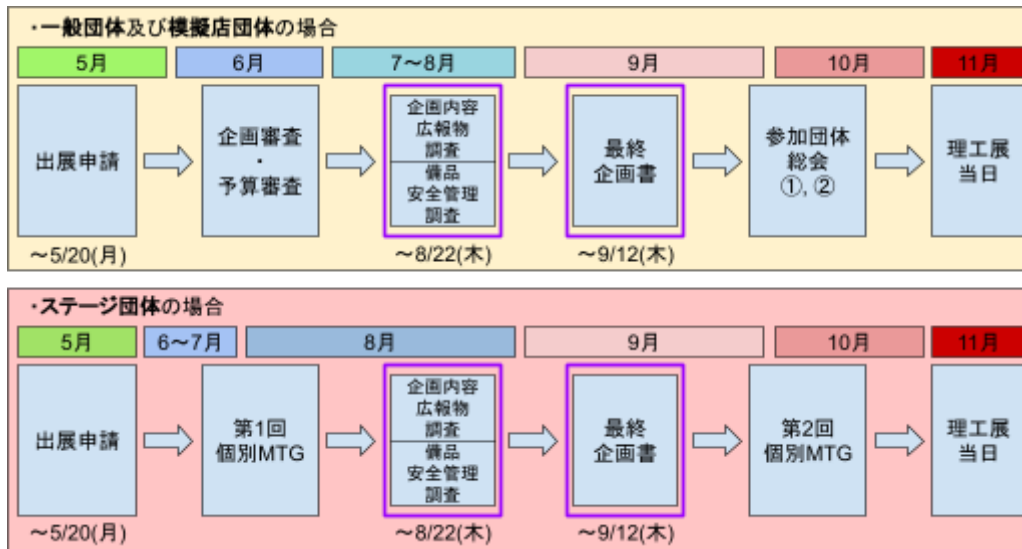 ・一般団体及び模擬店団体の場合
5月
6月
7～8月
9月
10月
11月
出展申請
企画審査
・
予算審査
企画内容
広報物
調査
備品
安全管理
調査
最終
企画書
参加団体
総会
①, ②
理工展
当日
～5/20(月)
～8/22(木)
～9/12(木)
・ステージ団体の場合
5月
6～7月
8月
9月
10月
11月
出展申請
第1回
個別MTG
企画内容
広報物
調査
備品
安全管理
調査
最終
企画書
第2回
個別MTG
理工展
当日
～5/20(月)
～8/22(木)
～9/12(木)